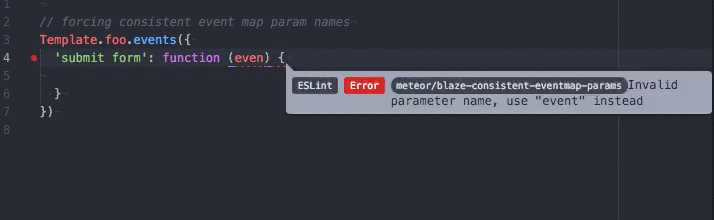 1
2 // forcing consistent event map param names
3 Template.foo.events({
4 'submit form': function (even) {
5 ESLint Error meteor/blaze-consistent-eventmap-params Invalid
parameter name, use "event" instead
6 }
7 })
8